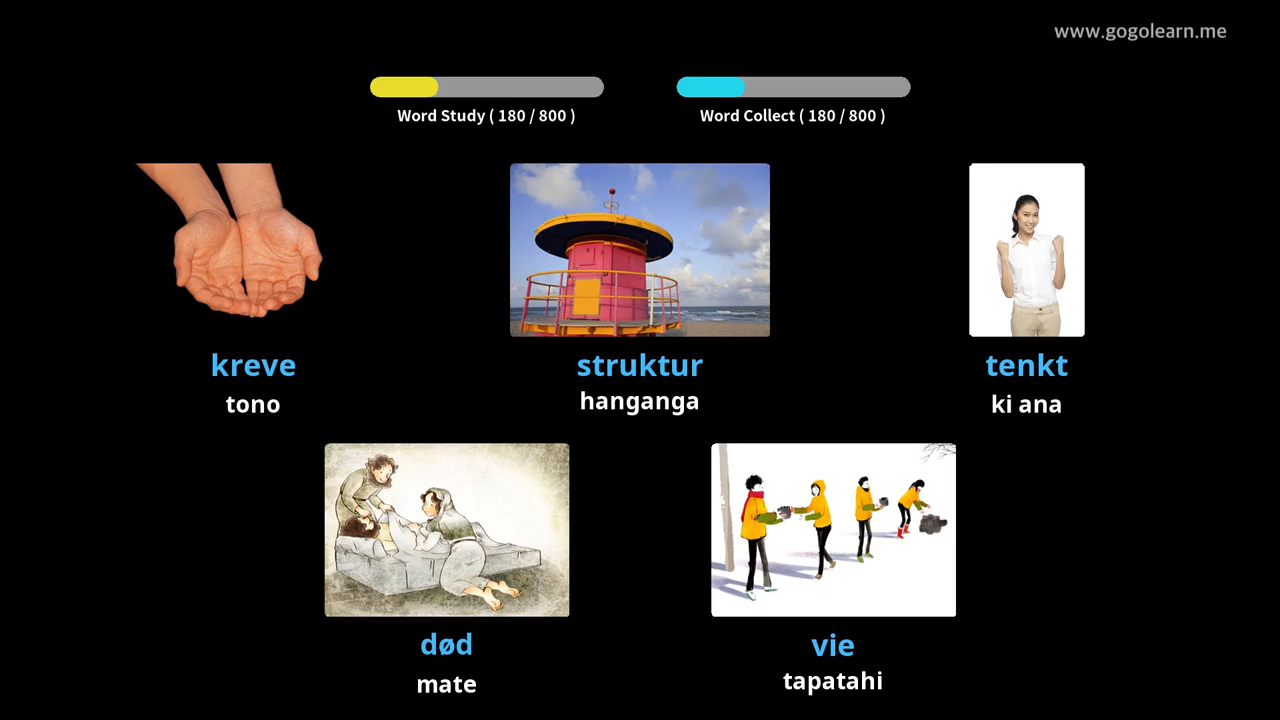 www.gogolearn.me
Word Study ( 180 / 800 )
Word Collect ( 180 / 800 )
kreve
tono
struktur
hanganga
tenkt
ki ana
død
mate
vie
tapatahi